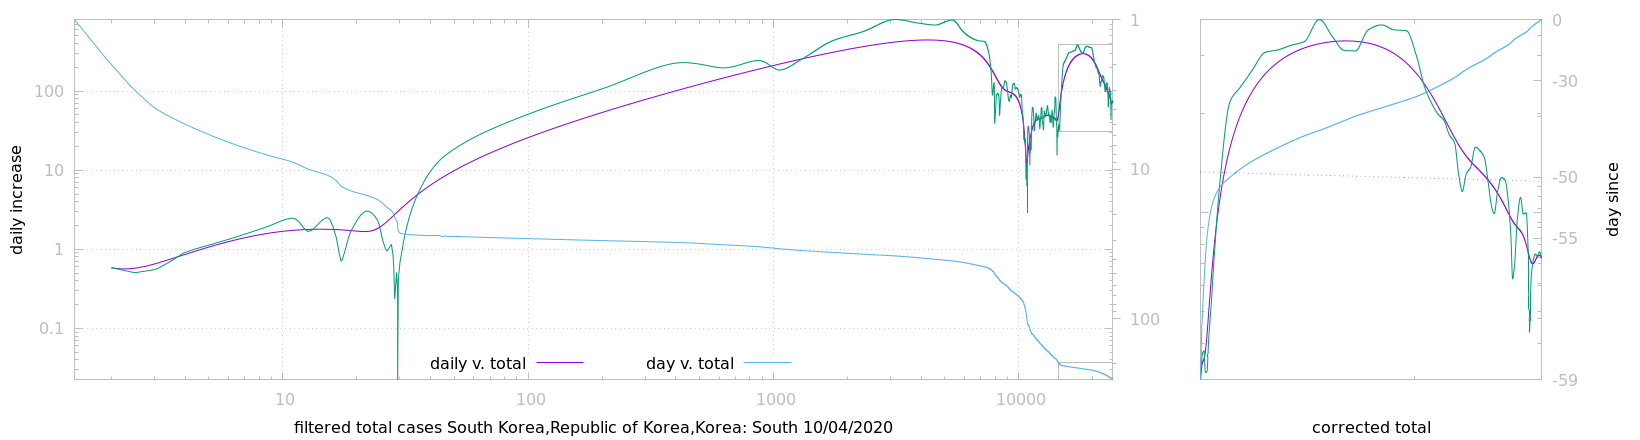 daily increase
100
10
1
0.1
10
100
1000
10000
1
10
100
daily v. total
day v. total
filtered total cases South Korea,Republic of Korea,Korea: South 10/04/2020
0
-30
-50
-55
-59
day since
corrected total